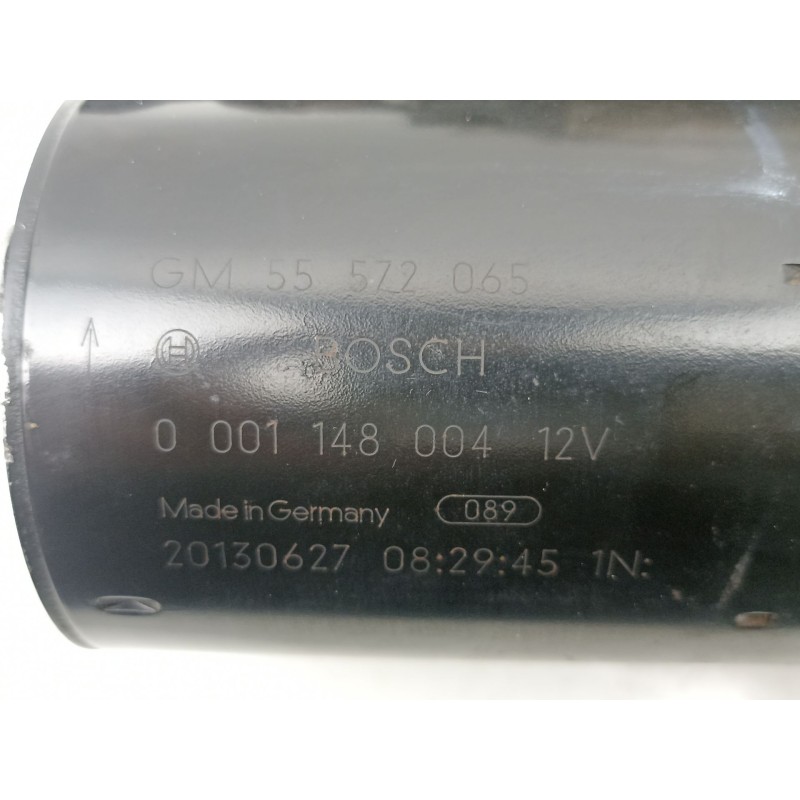 GM 55 572 065
BOSCH
0 001 148 004 12V
Made in Germany 089
20130627 08:29:45 1N: